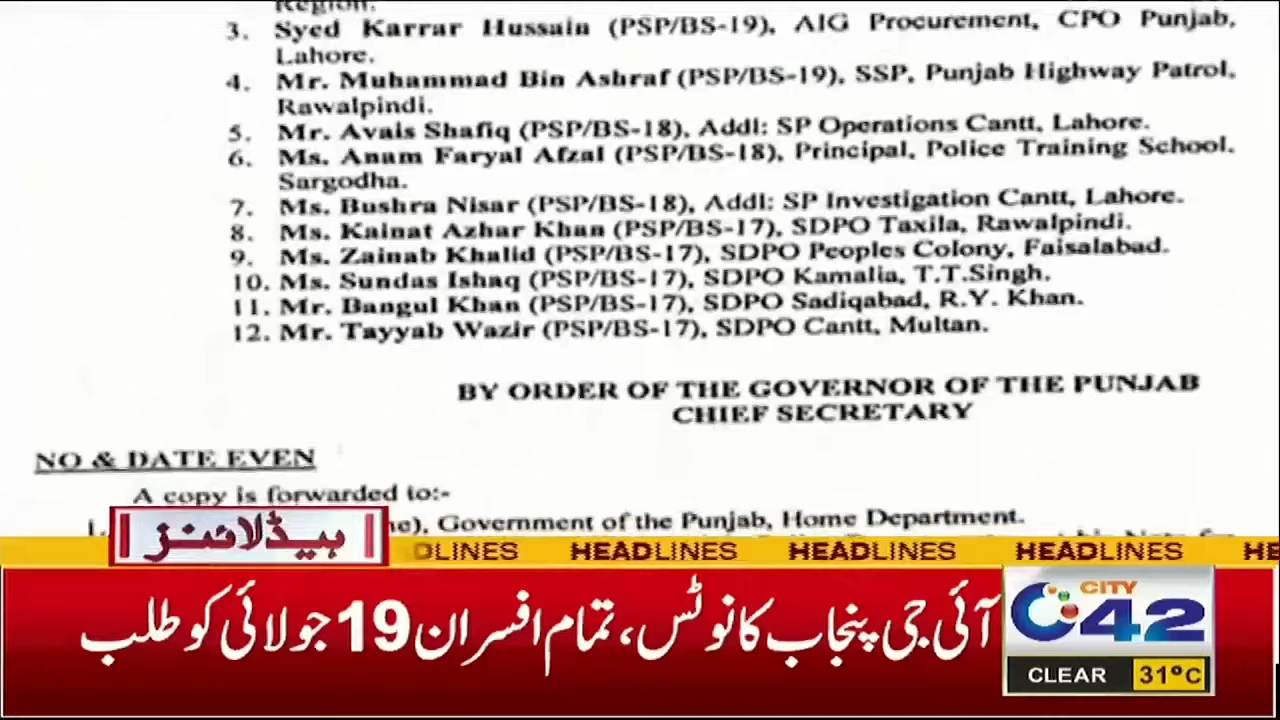 Region.
3. Syed Karrar Hussain (PSP/BS-19), AIG Procurement, CPO Punjab,
Lahore.
4. Mr. Muhammad Bin Ashraf (PSP/BS-19), SSP, Punjab Highway Patrol,
Rawalpindi.
5. Mr. Avais Shafiq (PSP/BS-18), Addl: SP Operations Cantt, Lahore.
6. Ms. Anam Faryal Afzal (PSP/BS-18), Principal, Police Training School,
Sargodha.
7. Ms. Bushra Nisar (PSP/BS-18), Addl: SP Investigation Cantt, Lahore.
8. Ms. Kainat Azhar Khan (PSP/BS-17), SDPO Taxila, Rawalpindi.
9. Ms. Zainab Khalid (PSP/BS-17), SDPO Peoples Colony, Faisalabad.
10. Ms. Sundas Ishaq (PSP/BS-17), SDPO Kamalia, T.T.Singh.
11. Mr. Bangul Khan (PSP/BS-17), SDPO Sadiqabad, R.Y. Khan.
12. Mr. Tayyab Wazir (PSP/BS-17), SDPO Cantt, Multan.
BY ORDER OF THE GOVERNOR OF THE PUNJAB
CHIEF SECRETARY
NO & DATE EVEN
A copy is forwarded to:-
Government of the Punjab, Home Department.
ہیڈلائنز
HEADLINES HEADLINES HEADLINES
آئی جی پنجاب کا نوٹس، تمام افسران 19 جولائی کو طلب
CITY
42
CLEAR 31°C